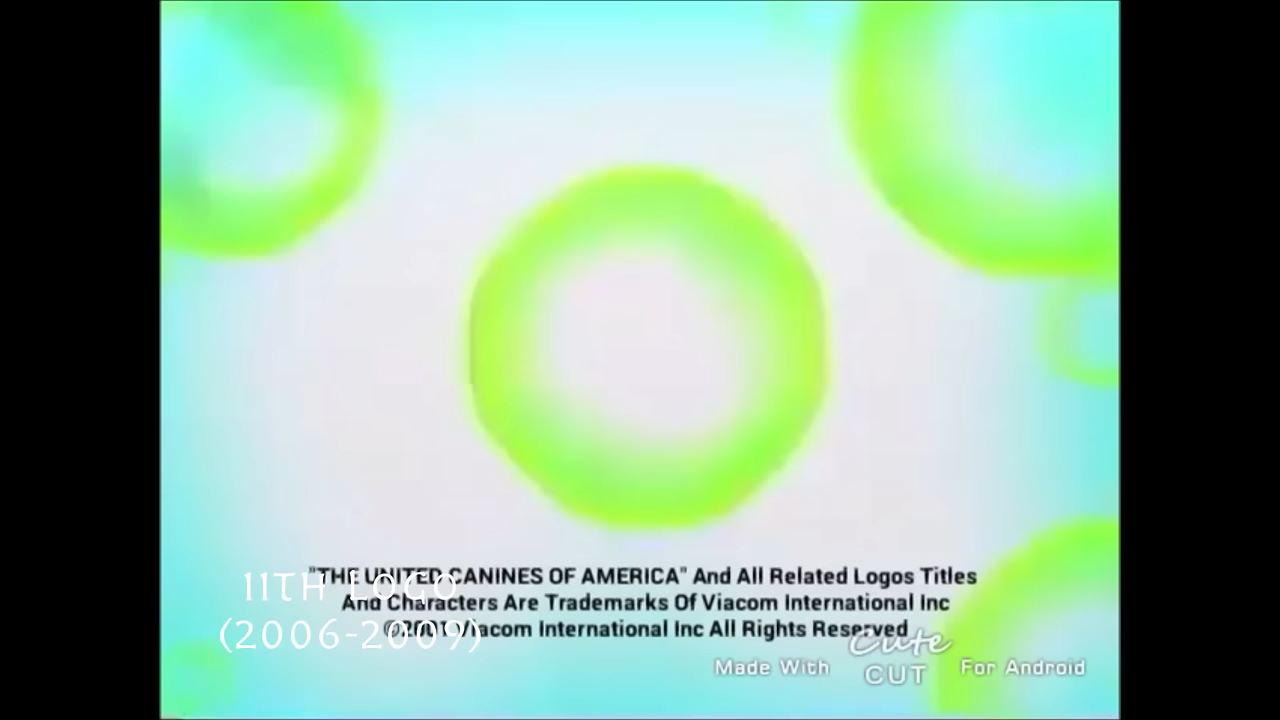 "THE UNITED CANINES OF AMERICA" And All Related Logos Titles
And Characters Are Trademarks Of Viacom International Inc
©2001 Viacom International Inc All Rights Reserved
11TH LOGO
(2006-2009)
Made With Cute CUT For Android